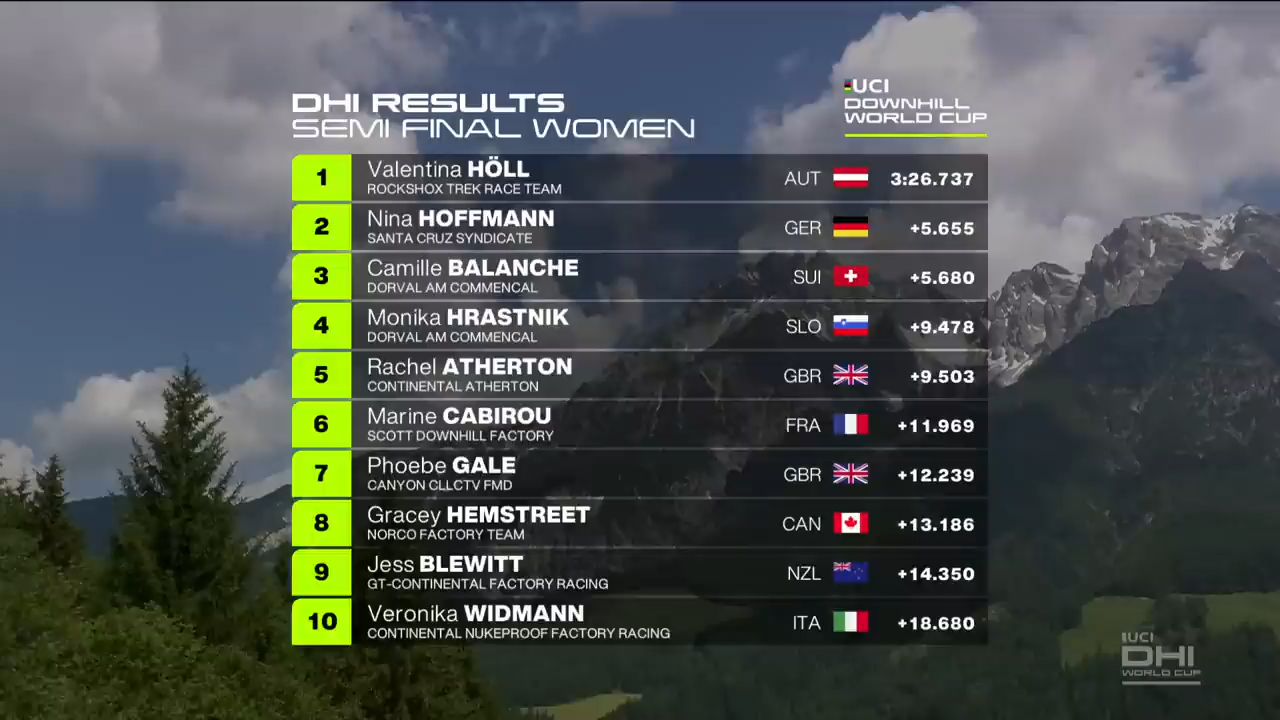 DHI RESULTS
SEMI FINAL WOMEN
UCI
DOWNHILL
WORLD CUP
1 Valentina HÖLL AUT 3:26.737
ROCKSHOX TREK RACE TEAM
2 Nina HOFFMANN GER +5.655
SANTA CRUZ SYNDICATE
3 Camille BALANCHE SUI +5.680
DORVAL AM COMMENCAL
4 Monika HRASTNIK SLO +9.478
DORVAL AM COMMENCAL
5 Rachel ATHERTON GBR +9.503
CONTINENTAL ATHERTON
6 Marine CABIROU FRA +11.969
SCOTT DOWNHILL FACTORY
7 Phoebe GALE GBR +12.239
CANYON CLLCTV FMD
8 Gracey HEMSTREET CAN +13.186
NORCO FACTORY TEAM
9 Jess BLEWITT NZL +14.350
GT-CONTINENTAL FACTORY RACING
10 Veronika WIDMANN ITA +18.680
CONTINENTAL NUKEPROOF FACTORY RACING
UCI
DHI
WORLD CUP